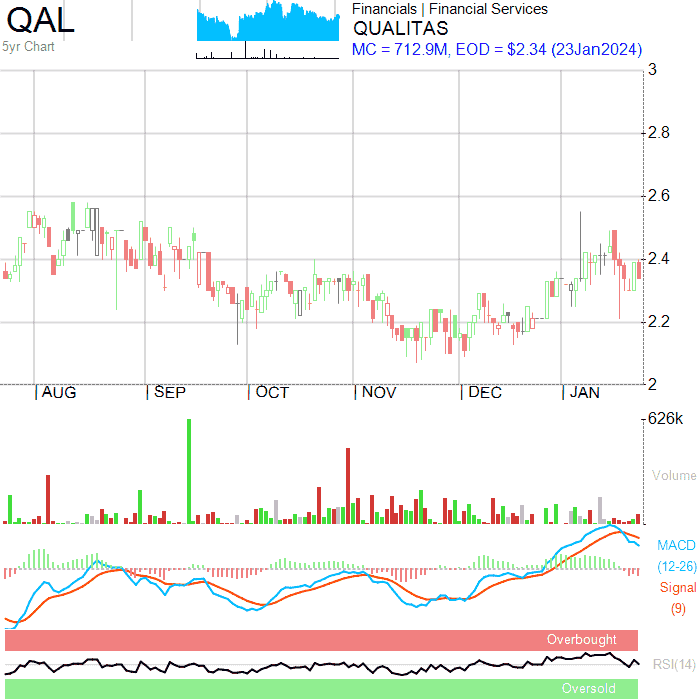 QAL
5yr Chart
Financials | Financial Services
QUALITAS
MC = 712.9M, EOD = $2.34 (23Jan2024)
3
2.8
2.6
2.4
2.2
2
AUG SEP OCT NOV DEC JAN
626k
Volume
MACD
(12-26)
Signal
(9)
Overbought
RSI(14)
Oversold